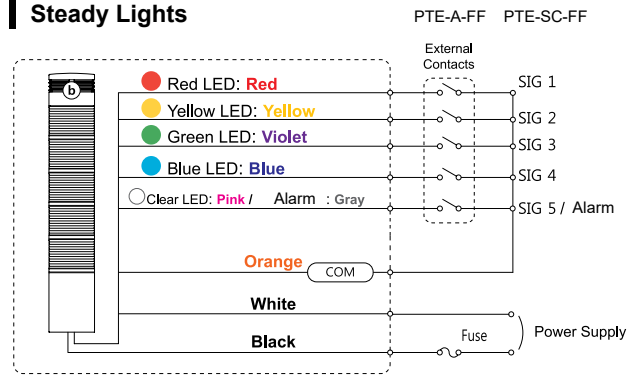 Steady Lights
PTE-A-FF PTE-SC-FF
External
Contacts
b
Red LED: Red
SIG 1
Yellow LED: Yellow
SIG 2
Green LED: Violet
SIG 3
Blue LED: Blue
SIG 4
Clear LED: Pink / Alarm : Gray
SIG 5 / Alarm
Orange
COM
White
Black
Fuse
Power Supply